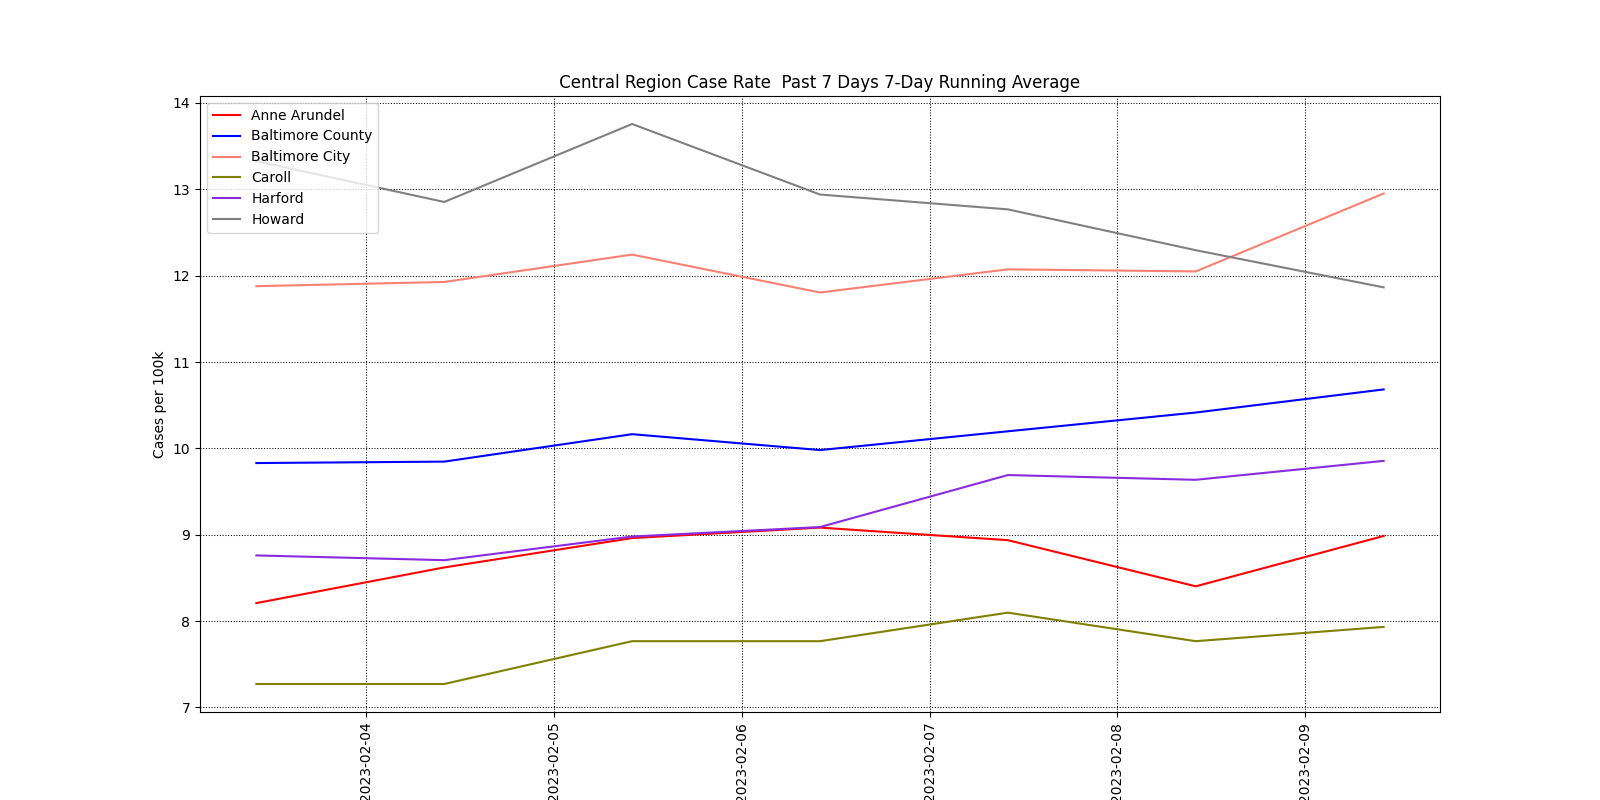 Central Region Case Rate  Past 7 Days 7-Day Running Average
Cases per 100k
14
13
12
11
10
9
8
7
Anne Arundel
Baltimore County
Baltimore City
Caroll
Harford
Howard
2023-02-04
2023-02-05
2023-02-06
2023-02-07
2023-02-08
2023-02-09